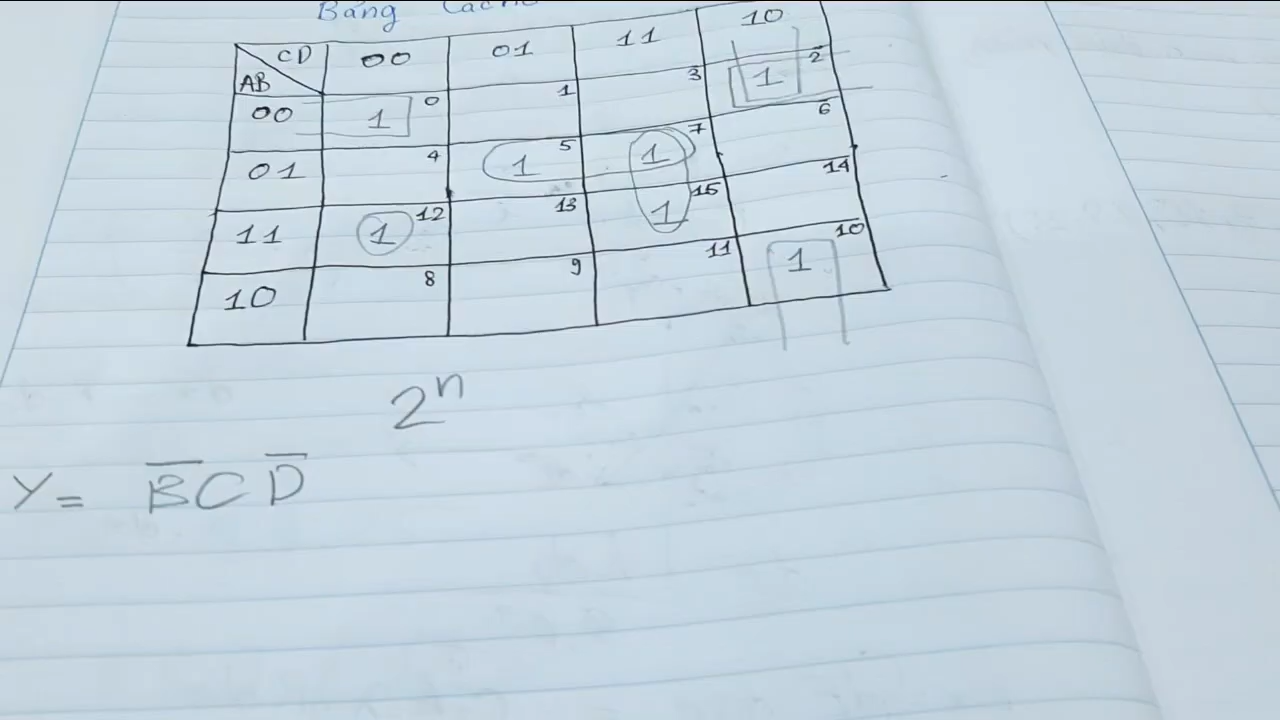 Bảng
CD 00 01 11 10
AB
00 1 0 1 3 1 2
01 4 1 5 1 7 6
11 1 12 13 1 15 14
10 8 9 11 1 10
2ⁿ
Y = B̅CD̅